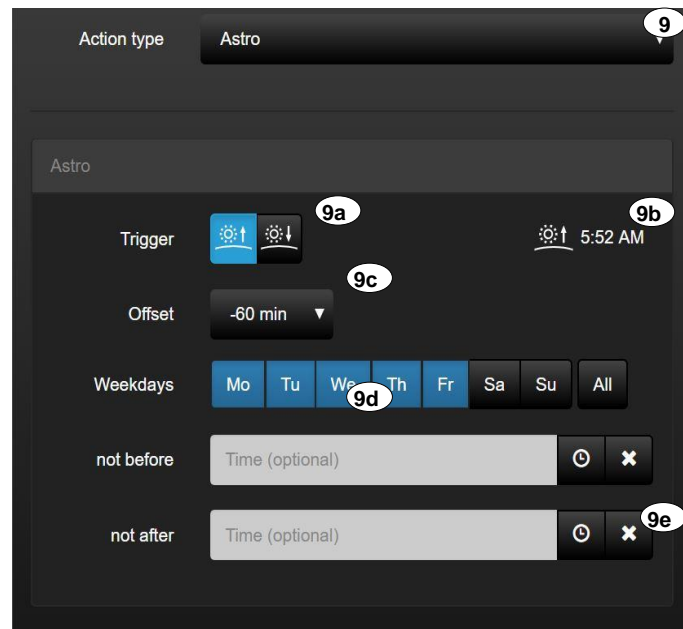 9
Action type Astro
Astro
9a 9b
Trigger 5:52 AM
9c
Offset -60 min
Weekdays Mo Tu We Th Fr Sa Su All
9d
not before Time (optional)
9e
not after Time (optional)